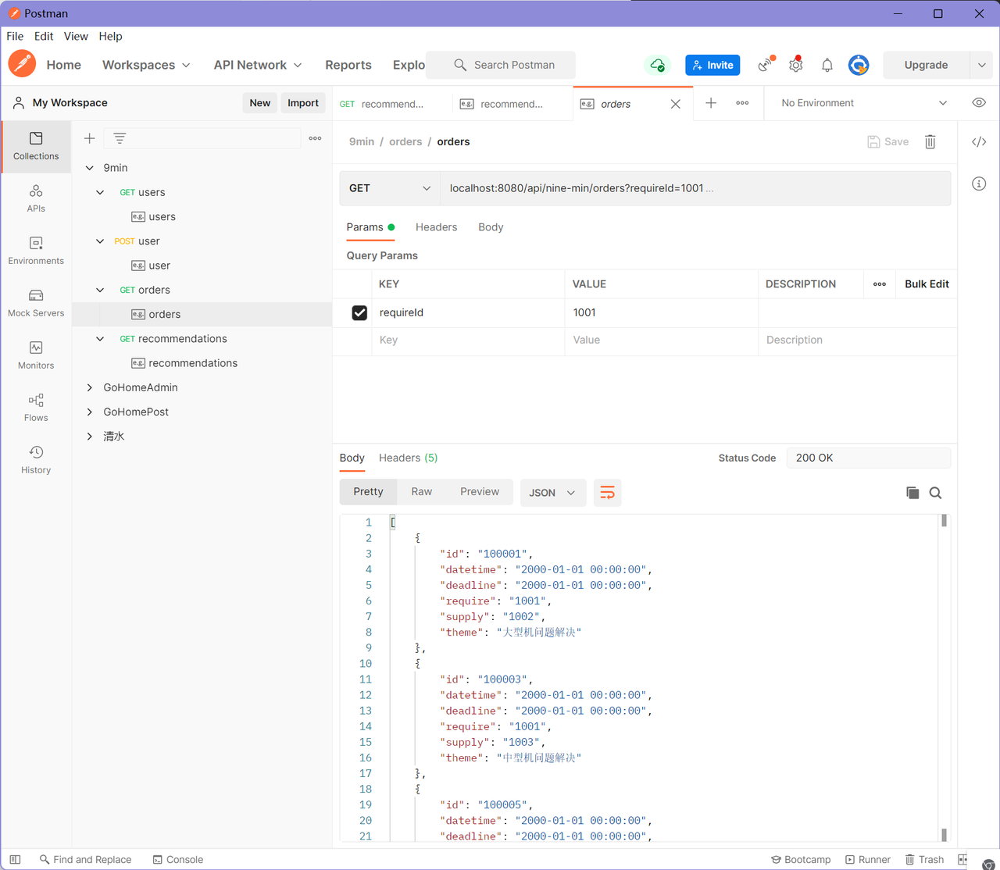 Postman
File Edit View Help
Home Workspaces API Network Reports Explo Search Postman Invite Upgrade
My Workspace New Import GET recommend... e.g. recommend... e.g. orders No Environment
Collections
APIs
Environments
Mock Servers
Monitors
Flows
History
9min
GET users
e.g. users
POST user
e.g. user
GET orders
e.g. orders
GET recommendations
e.g. recommendations
GoHomeAdmin
GoHomePost
清水
9min / orders / orders Save
GET localhost:8080/api/nine-min/orders?requireId=1001 ...
Params Headers Body
Query Params
KEY VALUE DESCRIPTION Bulk Edit
requireId 1001
Key Value Description
Body Headers (5) Status Code 200 OK
Pretty Raw Preview JSON
1 [
2 {
3 "id": "100001",
4 "datetime": "2000-01-01 00:00:00",
5 "deadline": "2000-01-01 00:00:00",
6 "require": "1001",
7 "supply": "1002",
8 "theme": "大型机问题解决"
9 },
10 {
11 "id": "100003",
12 "datetime": "2000-01-01 00:00:00",
13 "deadline": "2000-01-01 00:00:00",
14 "require": "1001",
15 "supply": "1003",
16 "theme": "中型机问题解决"
17 },
18 {
19 "id": "100005",
20 "datetime": "2000-01-01 00:00:00",
21 "deadline": "2000-01-01 00:00:00",
Find and Replace Console Bootcamp Runner Trash